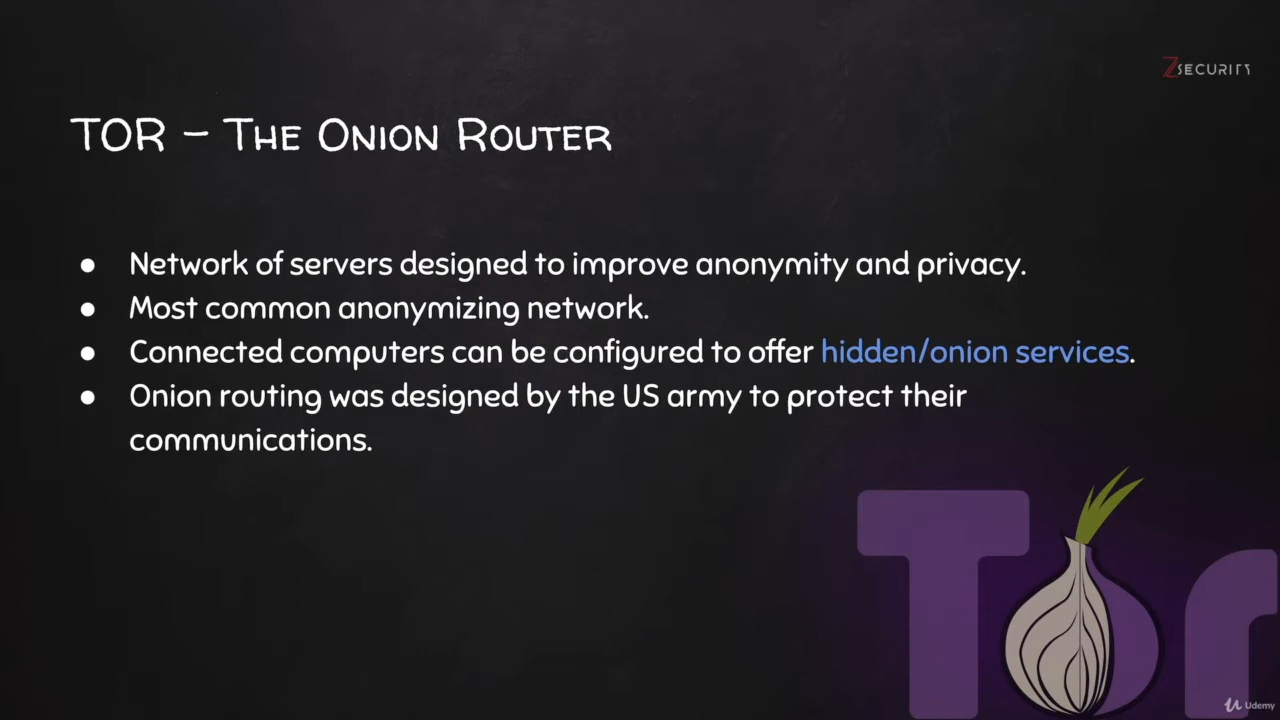 ZSECURITY
TOR – THE ONION ROUTER
● Network of servers designed to improve anonymity and privacy.
● Most common anonymizing network.
● Connected computers can be configured to offer hidden/onion services.
● Onion routing was designed by the US army to protect their
communications.
Tor
Udemy